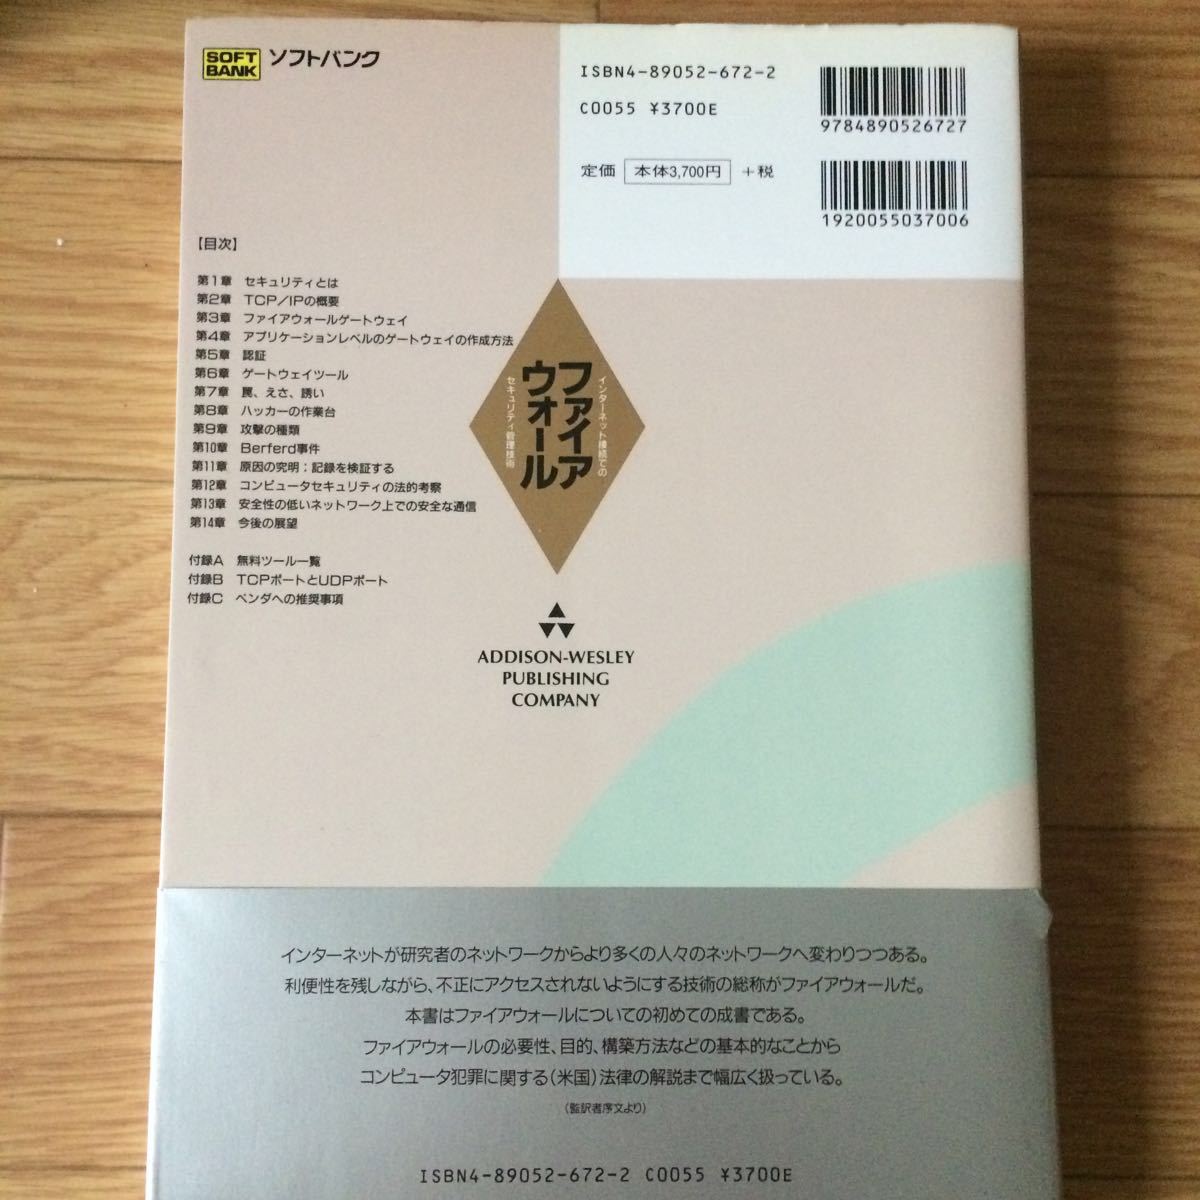 SOFT
BANK
ソフトバンク
ISBN4-89052-672-2
C0055 ¥3700E
9784890526727
定価 本体3,700円 +税
1920055037006
【目次】
第1章 セキュリティとは
第2章 TCP/IPの概要
第3章 ファイアウォールゲートウェイ
第4章 アプリケーションレベルのゲートウェイの作成方法
第5章 認証
第6章 ゲートウェイツール
第7章 罠、えさ、誘い
第8章 ハッカーの作業台
第9章 攻撃の種類
第10章 Berferd事件
第11章 原因の究明；記録を検証する
第12章 コンピュータセキュリティの法的考察
第13章 安全性の低いネットワーク上での安全な通信
第14章 今後の展望
付録A 無料ツール一覧
付録B TCPポートとUDPポート
付録C ベンダへの推奨事項
インターネット接続での
ファイア
ウォール
セキュリティ管理技術
ADDISON-WESLEY
PUBLISHING
COMPANY
インターネットが研究者のネットワークからより多くの人々のネットワークへ変わりつつある。
利便性を残しながら、不正にアクセスされないようにする技術の総称がファイアウォールだ。
本書はファイアウォールについての初めての成書である。
ファイアウォールの必要性、目的、構築方法などの基本的なことから
コンピュータ犯罪に関する（米国）法律の解説まで幅広く扱っている。
（監訳者序文より）
ISBN4-89052-672-2 C0055 ¥3700E